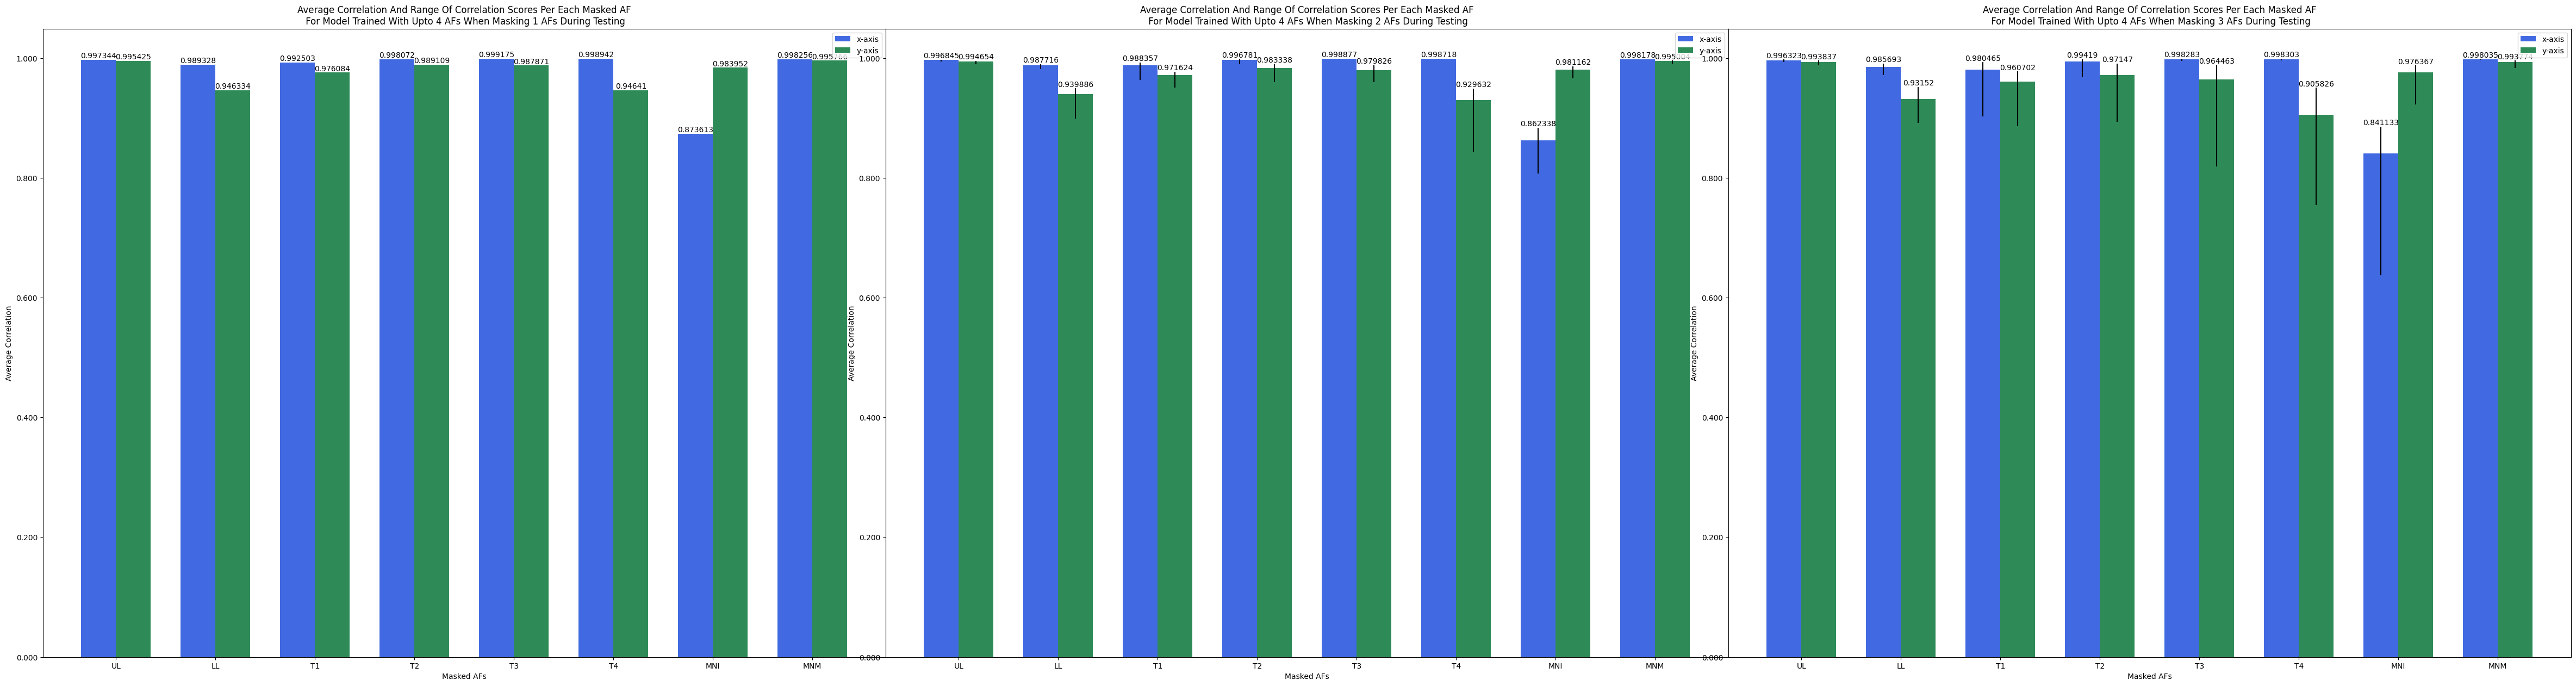 Average Correlation And Range Of Correlation Scores Per Each Masked AF
For Model Trained With Upto 4 AFs When Masking 1 AFs During Testing
x-axis
y-axis
0.997344
0.995425
0.989328
0.946334
0.992503
0.976084
0.998072
0.989109
0.999175
0.987871
0.998942
0.94641
0.873613
0.983952
0.998256
1.000
0.800
0.600
0.400
0.200
0.000
Average Correlation
UL
LL
T1
T2
T3
T4
MNI
MNM
Masked AFs
Average Correlation And Range Of Correlation Scores Per Each Masked AF
For Model Trained With Upto 4 AFs When Masking 2 AFs During Testing
x-axis
y-axis
0.996845
0.994654
0.987716
0.939886
0.988357
0.971624
0.996781
0.983338
0.998877
0.979826
0.998718
0.929632
0.862338
0.981162
0.998178
1.000
0.800
0.600
0.400
0.200
0.000
Average Correlation
UL
LL
T1
T2
T3
T4
MNI
MNM
Masked AFs
Average Correlation And Range Of Correlation Scores Per Each Masked AF
For Model Trained With Upto 4 AFs When Masking 3 AFs During Testing
x-axis
y-axis
0.996323
0.993837
0.985693
0.93152
0.980465
0.960702
0.99419
0.97147
0.998283
0.964463
0.998303
0.905826
0.841133
0.976367
0.998035
1.000
0.800
0.600
0.400
0.200
0.000
Average Correlation
UL
LL
T1
T2
T3
T4
MNI
MNM
Masked AFs